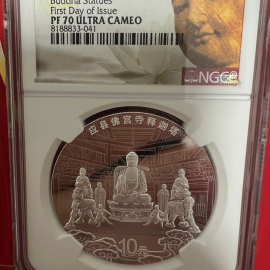 Buddha Statues
First Day of Issue
PF 70 ULTRA CAMEO
8188833-041
NGC
应县佛宫寺释迦塔
10元